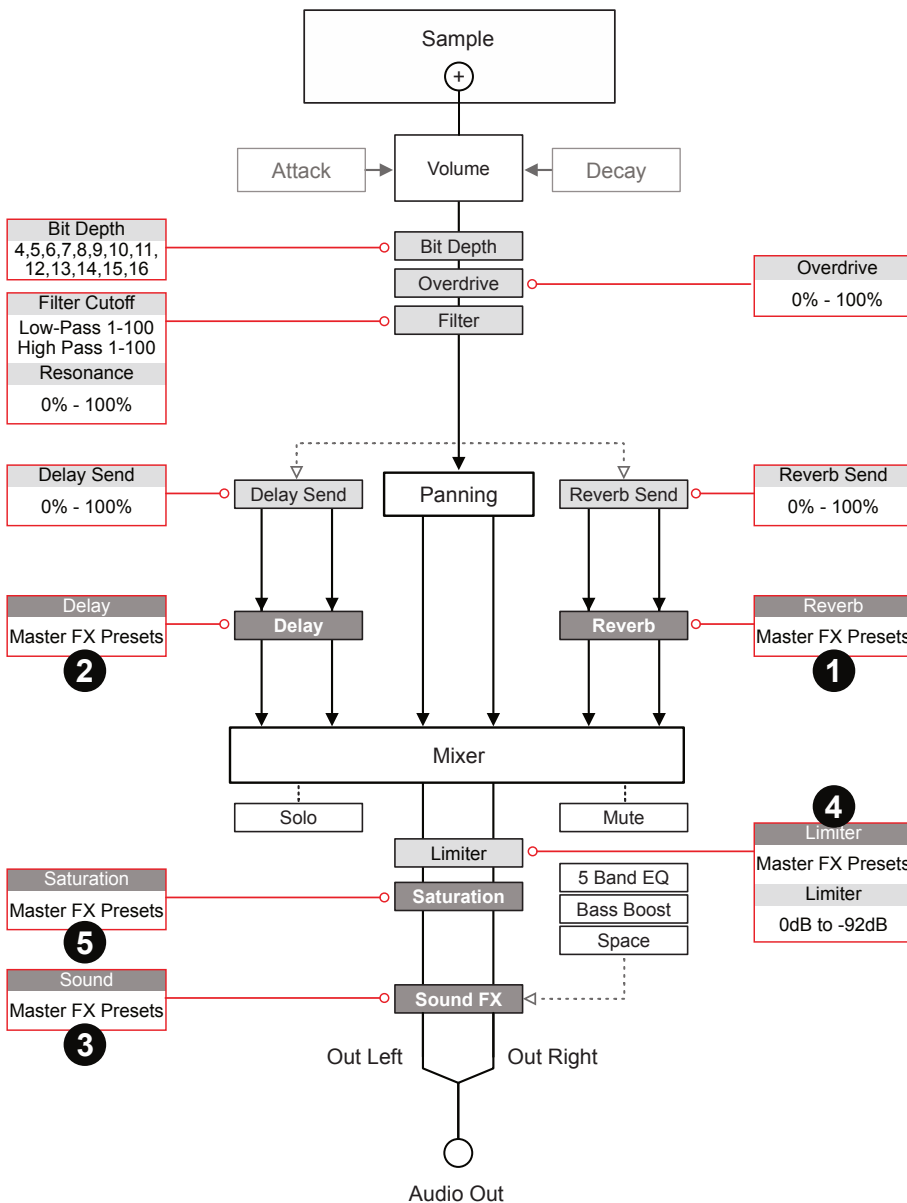 Sample
+
Attack
Volume
Decay
Bit Depth
4,5,6,7,8,9,10,11,
12,13,14,15,16
Bit Depth
Overdrive
Filter
Overdrive
0% - 100%
Filter Cutoff
Low-Pass 1-100
High Pass 1-100
Resonance
0% - 100%
Delay Send
0% - 100%
Delay Send
Panning
Reverb Send
Reverb Send
0% - 100%
Delay
Master FX Presets
2
Delay
Reverb
Reverb
Master FX Presets
1
Mixer
Solo
Mute
4
Limiter
Master FX Presets
Limiter
0dB to -92dB
Limiter
Saturation
Master FX Presets
5
Saturation
5 Band EQ
Bass Boost
Space
Sound
Master FX Presets
3
Sound FX
Out Left
Out Right
Audio Out